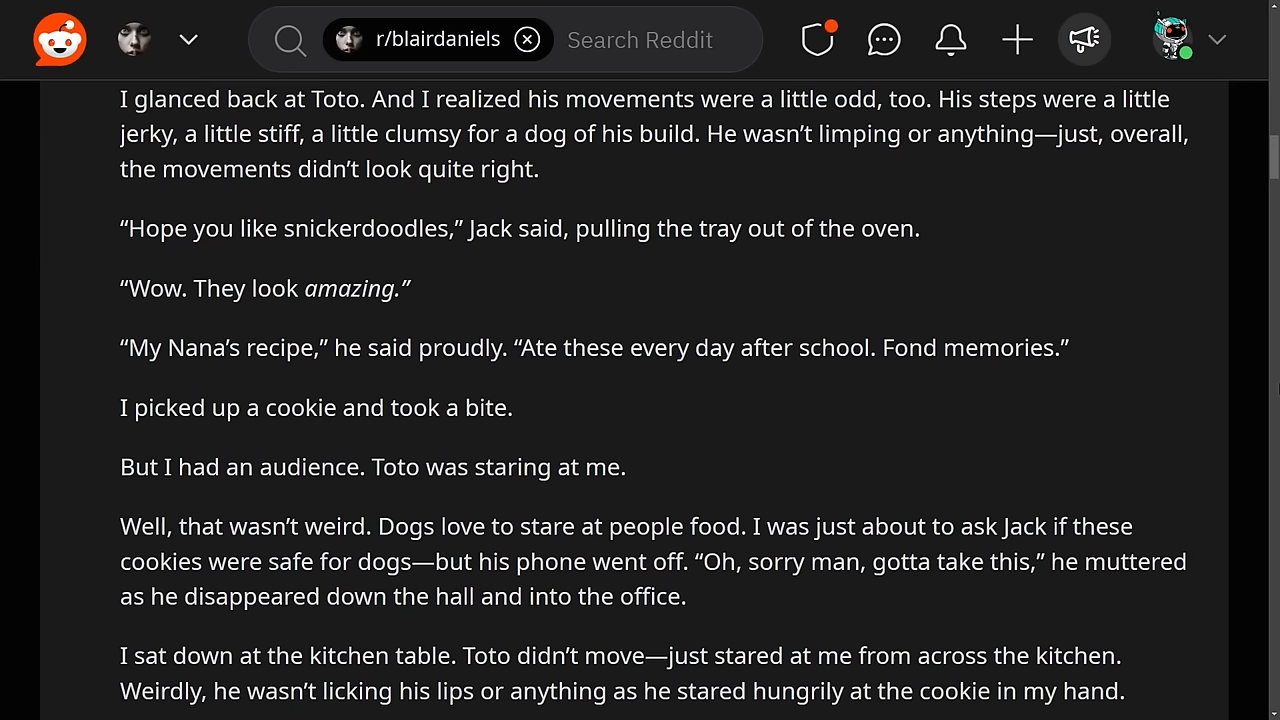 r/blairdaniels
Search Reddit
I glanced back at Toto. And I realized his movements were a little odd, too. His steps were a little
jerky, a little stiff, a little clumsy for a dog of his build. He wasn’t limping or anything—just, overall,
the movements didn’t look quite right.
“Hope you like snickerdoodles,” Jack said, pulling the tray out of the oven.
“Wow. They look amazing.”
“My Nana’s recipe,” he said proudly. “Ate these every day after school. Fond memories.”
I picked up a cookie and took a bite.
But I had an audience. Toto was staring at me.
Well, that wasn’t weird. Dogs love to stare at people food. I was just about to ask Jack if these
cookies were safe for dogs—but his phone went off. “Oh, sorry man, gotta take this,” he muttered
as he disappeared down the hall and into the office.
I sat down at the kitchen table. Toto didn’t move—just stared at me from across the kitchen.
Weirdly, he wasn’t licking his lips or anything as he stared hungrily at the cookie in my hand.